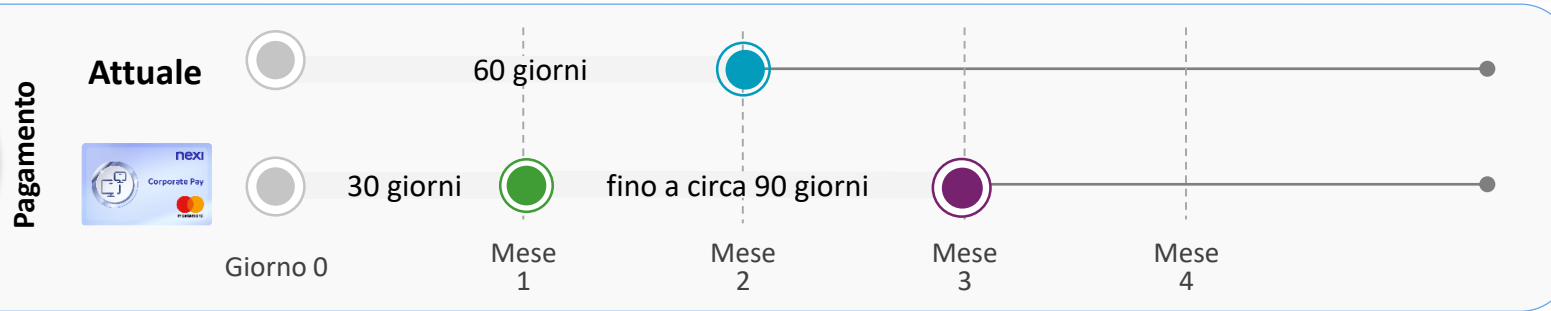 Pagamento
Attuale
60 giorni
nexi
Corporate Pay
30 giorni
fino a circa 90 giorni
Giorno 0
Mese
1
Mese
2
Mese
3
Mese
4